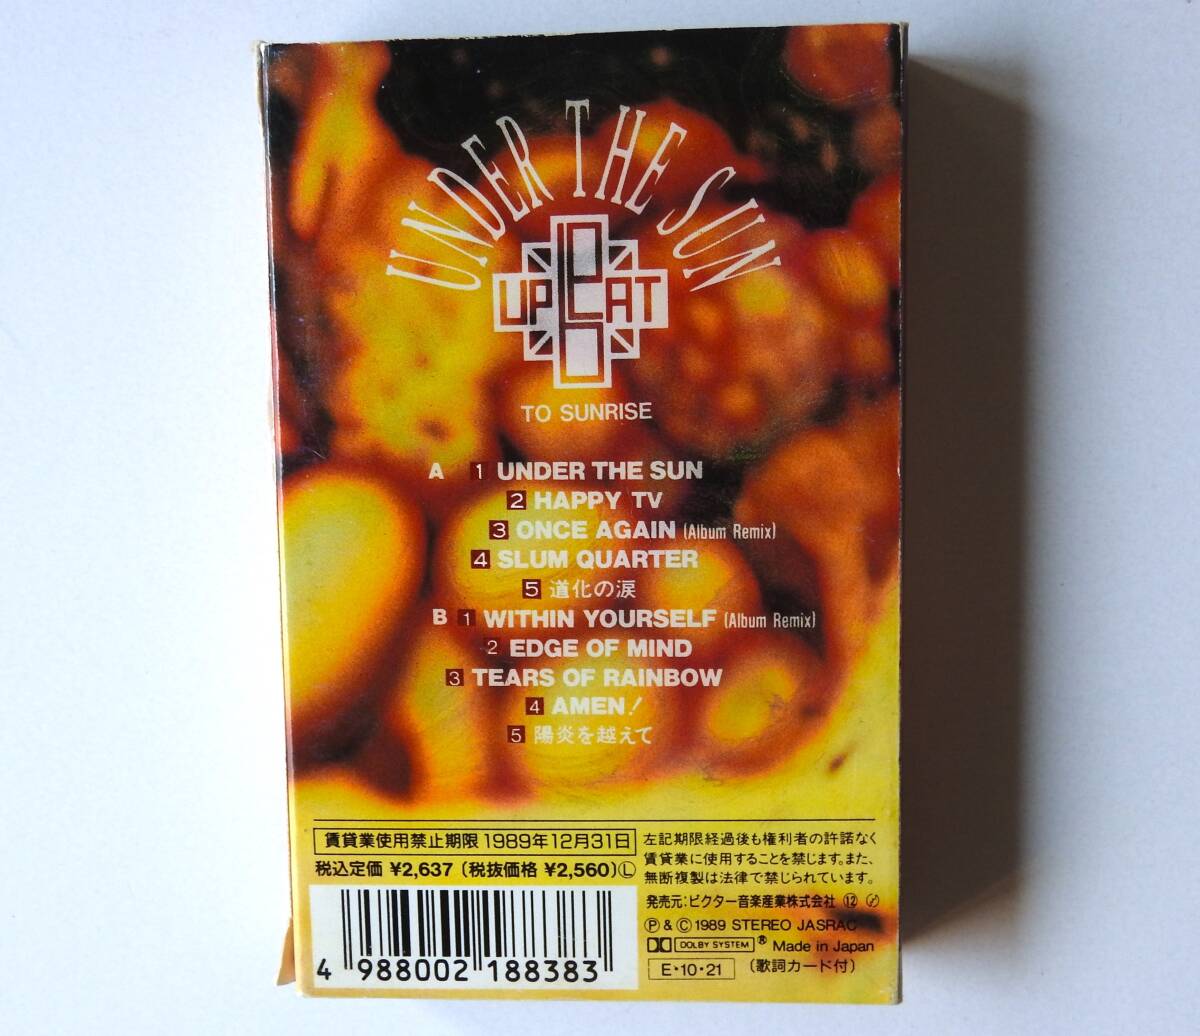 UNDER THE SUN
UP-BEAT
TO SUNRISE
A 1 UNDER THE SUN
2 HAPPY TV
3 ONCE AGAIN (Album Remix)
4 SLUM QUARTER
5 道化の涙
B 1 WITHIN YOURSELF (Album Remix)
2 EDGE OF MIND
3 TEARS OF RAINBOW
4 AMEN!
5 陽炎を越えて
賃貸業使用禁止期限 1989年12月31日
税込定価 ¥2,637 (税抜価格 ¥2,560) Ⓛ
左記期限経過後も権利者の許諾なく
賃貸業に使用することを禁じます。また、
無断複製は法律で禁じられています。
発売元:ビクター音楽産業株式会社 ⑫
Ⓟ & Ⓒ 1989 STEREO JASRAC
DOLBY SYSTEM ® Made in Japan
E・10・21 (歌詞カード付)
4 988002 188383